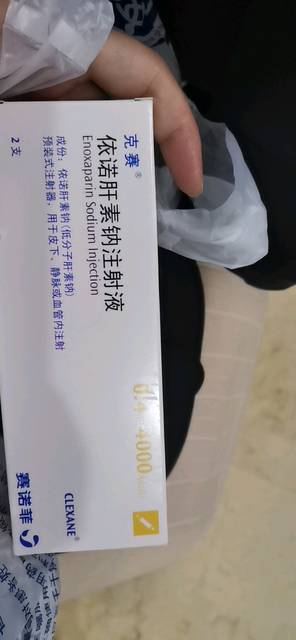 克赛®
依诺肝素钠注射液
Enoxaparin Sodium Injection
成份：依诺肝素钠(低分子肝素钠)
预装式注射器，用于皮下、静脉或血管内注射
2支
4000
CLEXANE®
赛诺菲